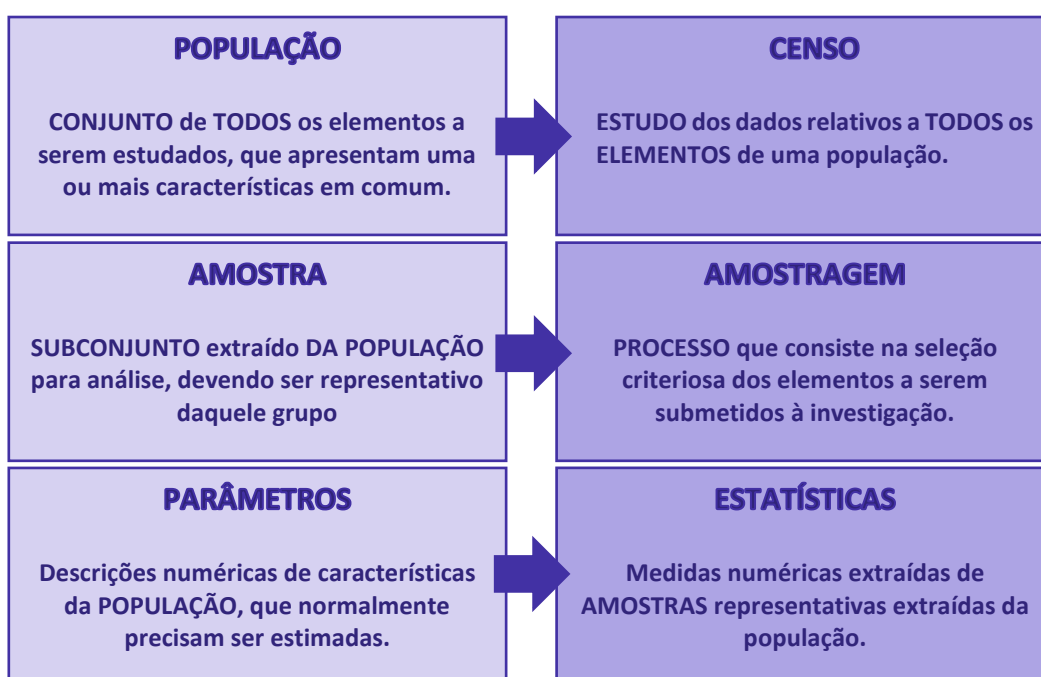 POPULAÇÃO
CONJUNTO de TODOS os elementos a
serem estudados, que apresentam uma
ou mais características em comum.
CENSO
ESTUDO dos dados relativos a TODOS os
ELEMENTOS de uma população.
AMOSTRA
SUBCONJUNTO extraído DA POPULAÇÃO
para análise, devendo ser representativo
daquele grupo
AMOSTRAGEM
PROCESSO que consiste na seleção
criteriosa dos elementos a serem
submetidos à investigação.
PARÂMETROS
Descrições numéricas de características
da POPULAÇÃO, que normalmente
precisam ser estimadas.
ESTATÍSTICAS
Medidas numéricas extraídas de
AMOSTRAS representativas extraídas da
população.